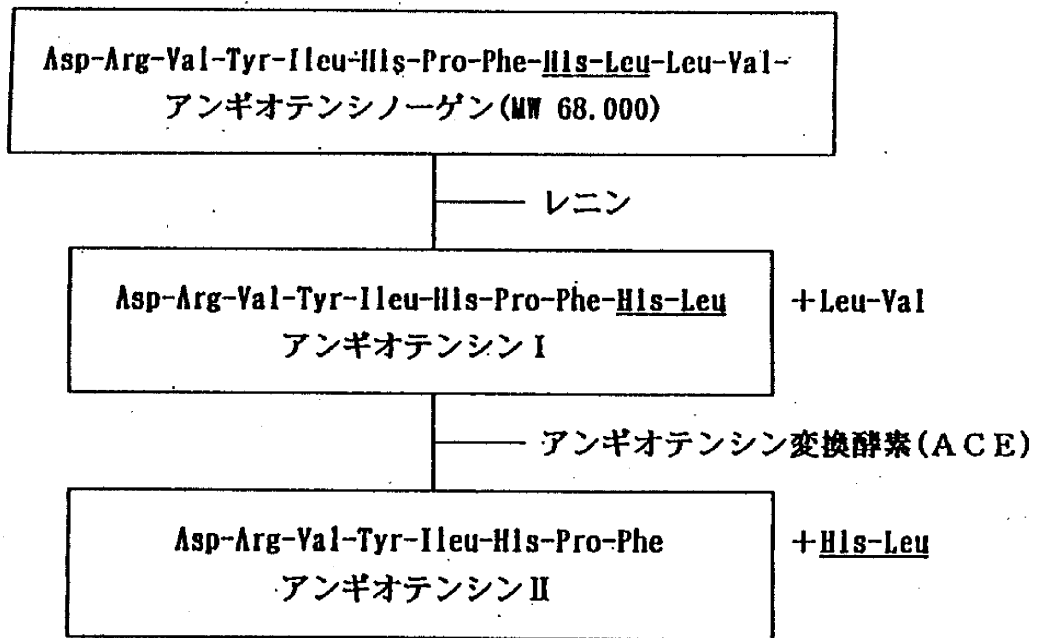 Asp-Arg-Val-Tyr-Ileu-His-Pro-Phe-His-Leu-Leu-Val-
アンギオテンシノーゲン(MW 68.000)
レニン
Asp-Arg-Val-Tyr-Ileu-His-Pro-Phe-His-Leu
+Leu-Val
アンギオテンシンⅠ
アンギオテンシン変換酵素(ACE)
Asp-Arg-Val-Tyr-Ileu-His-Pro-Phe
+His-Leu
アンギオテンシンⅡ